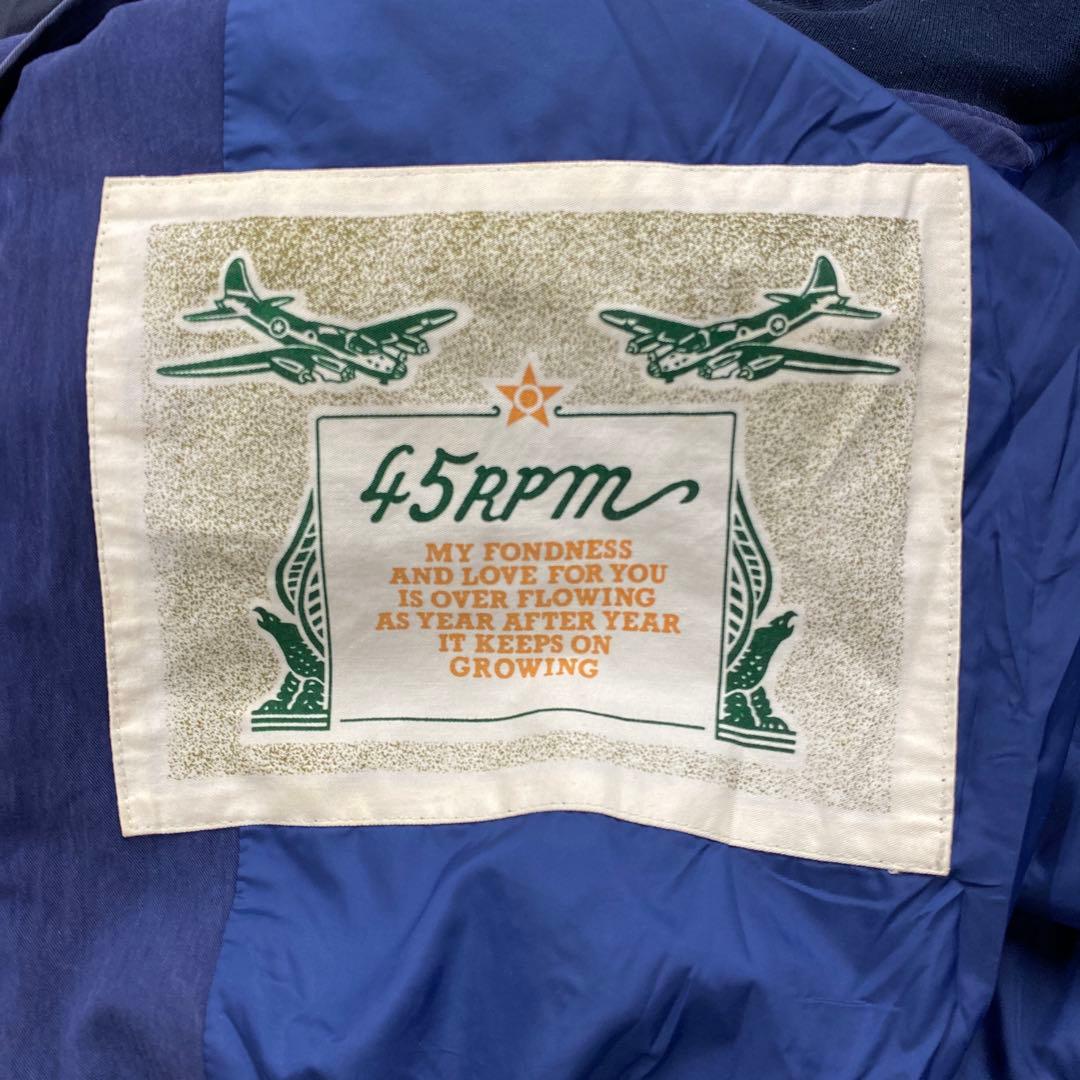 45RPM
MY FONDNESS
AND LOVE FOR YOU
IS OVER FLOWING
AS YEAR AFTER YEAR
IT KEEPS ON
GROWING